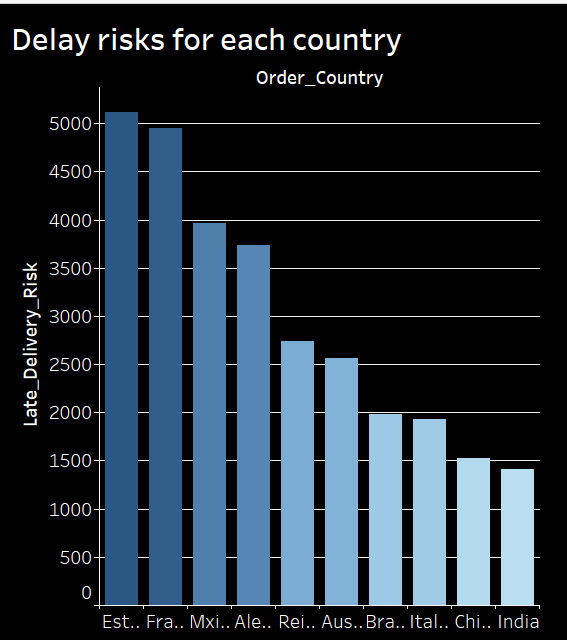 Delay risks for each country
Order_Country
Late_Delivery_Risk
5000
4500
4000
3500
3000
2500
2000
1500
1000
500
0
Est.. Fra.. Mxi.. Ale.. Rei.. Aus.. Bra.. Ital.. Chi.. India